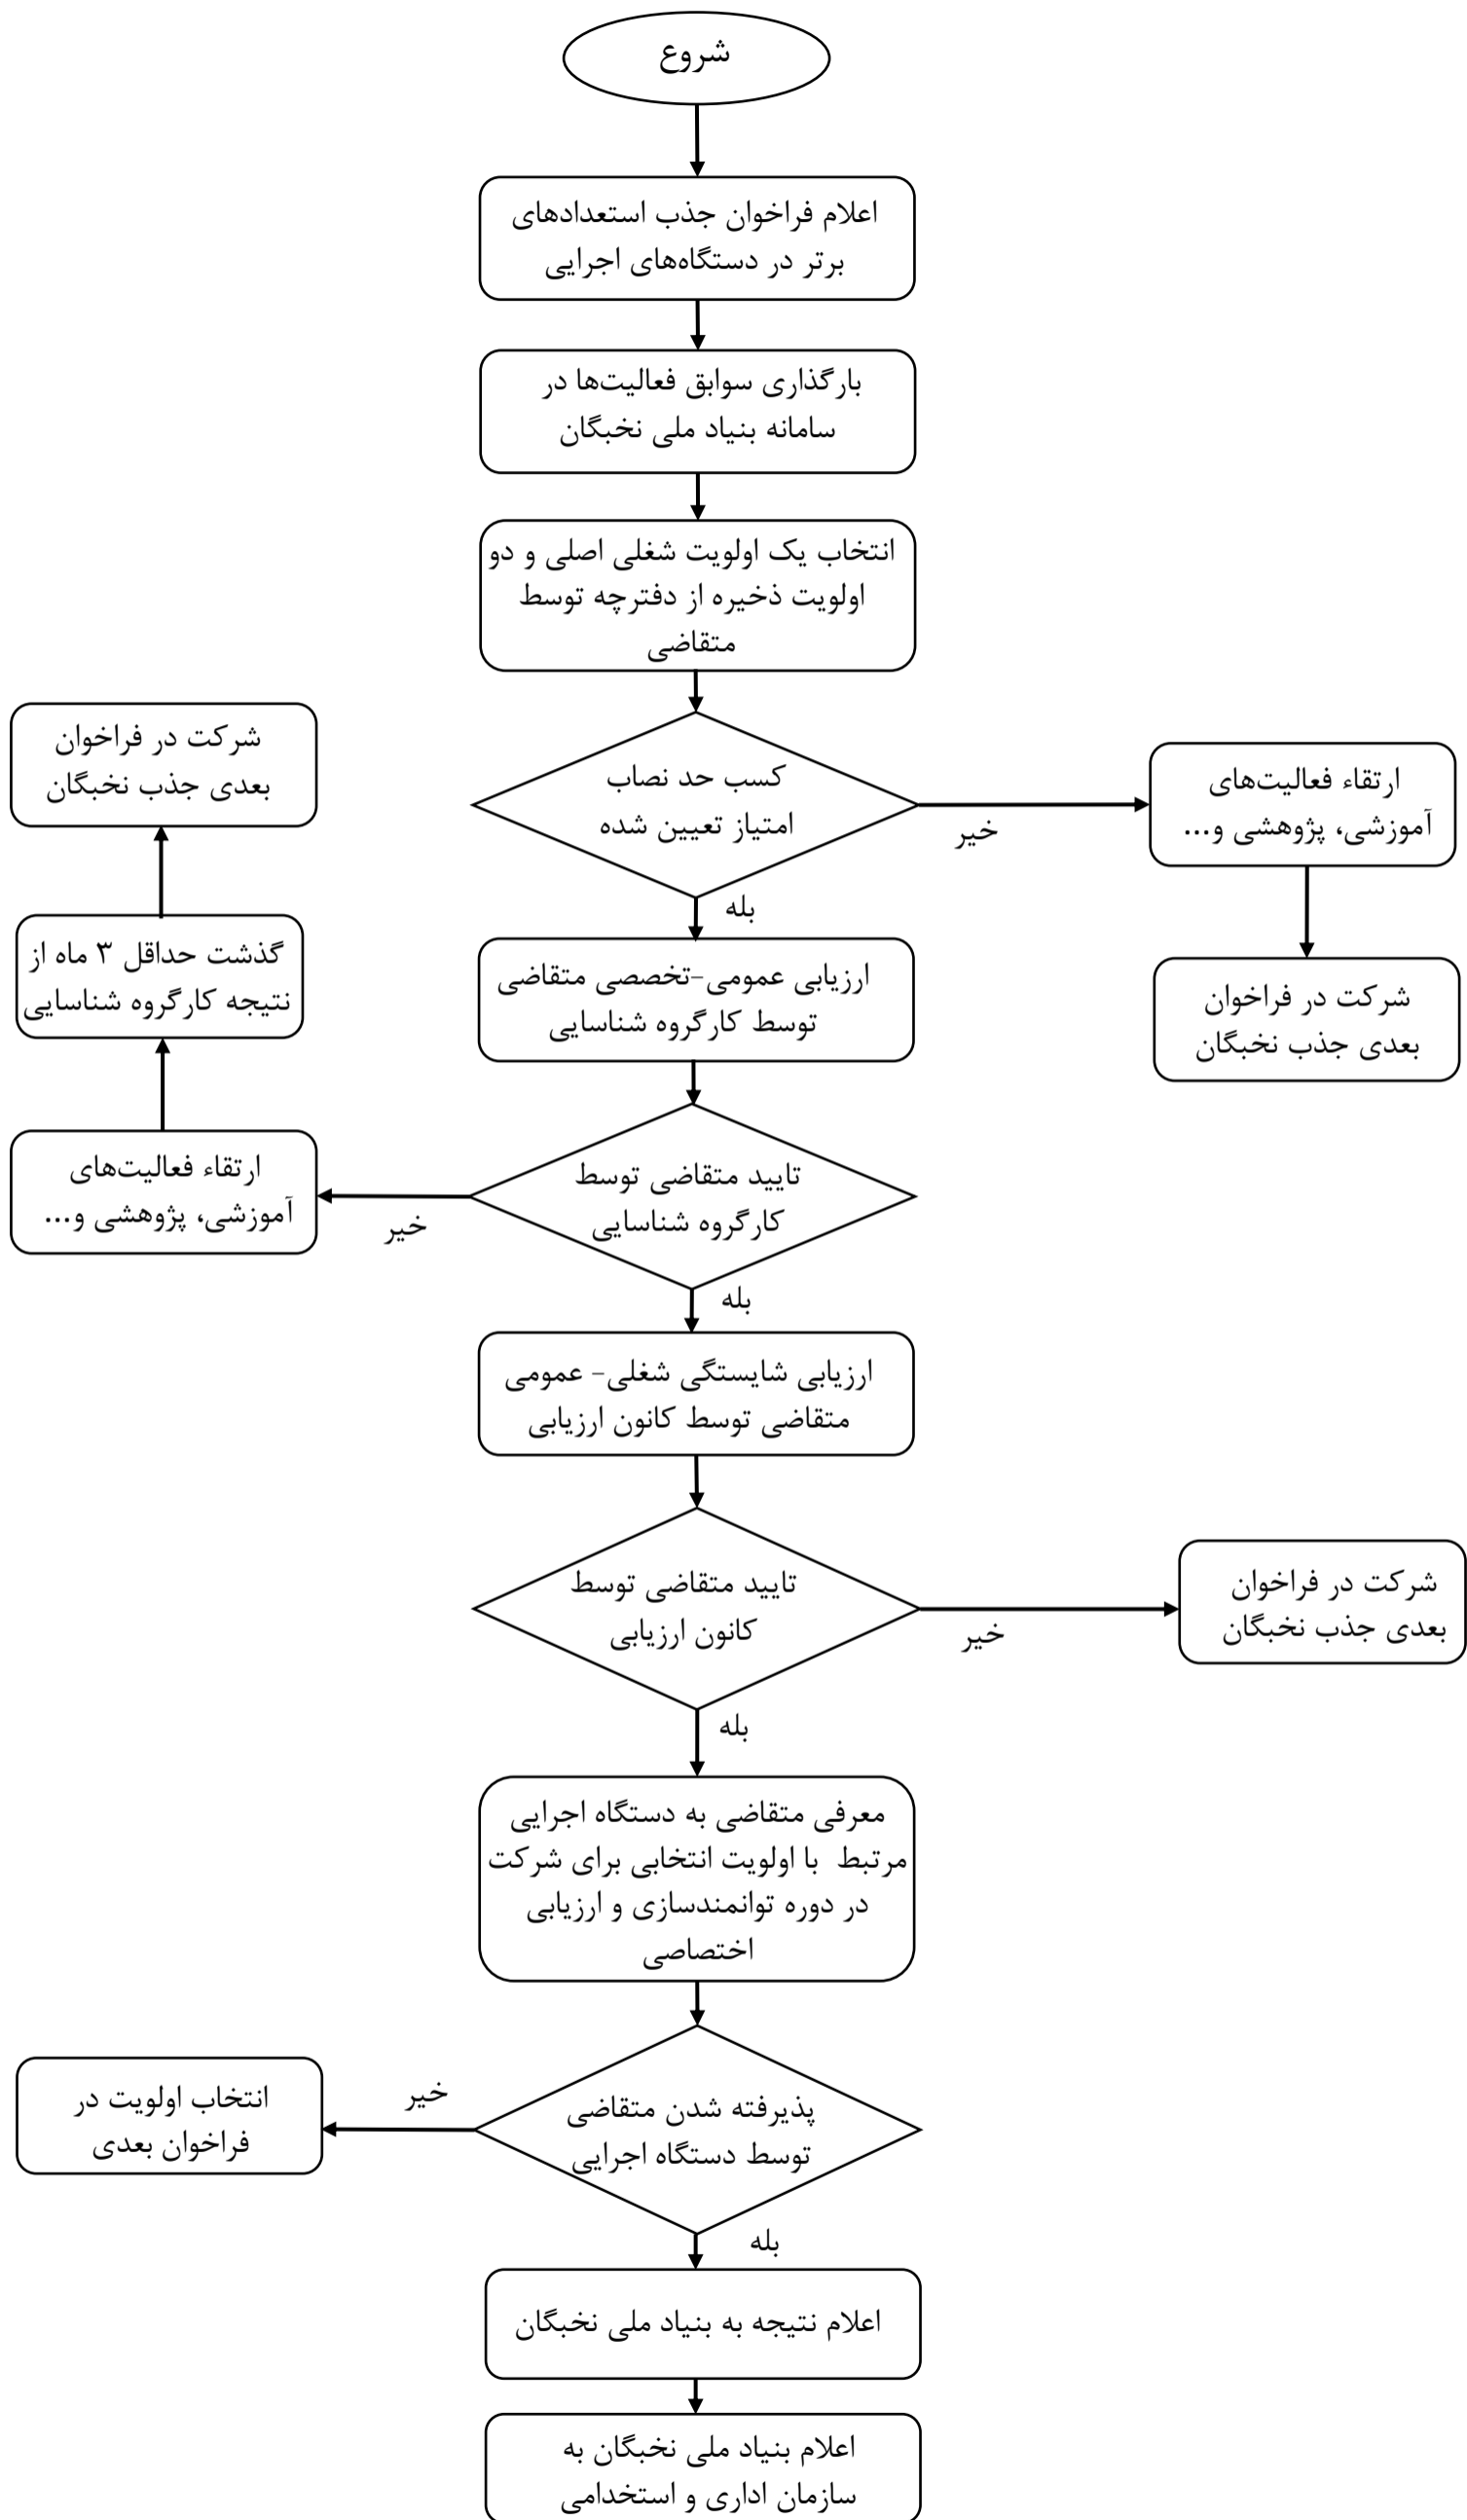 شروع
اعلام فراخوان جذب استعدادهای
برتر در دستگاه‌های اجرایی
بارگذاری سوابق فعالیت‌ها در
سامانه بنیاد ملی نخبگان
انتخاب یک اولویت شغلی اصلی و دو
اولویت ذخیره از دفترچه توسط
متقاضی
کسب حد نصاب
امتیاز تعیین شده
خیر
ارتقاء فعالیت‌های
آموزشی، پژوهشی و...
شرکت در فراخوان
بعدی جذب نخبگان
بله
ارزیابی عمومی-تخصصی متقاضی
توسط کارگروه شناسایی
تایید متقاضی توسط
کارگروه شناسایی
خیر
ارتقاء فعالیت‌های
آموزشی، پژوهشی و...
گذشت حداقل ۳ ماه از
نتیجه کارگروه شناسایی
شرکت در فراخوان
بعدی جذب نخبگان
بله
ارزیابی شایستگی شغلی- عمومی
متقاضی توسط کانون ارزیابی
تایید متقاضی توسط
کانون ارزیابی
خیر
شرکت در فراخوان
بعدی جذب نخبگان
بله
معرفی متقاضی به دستگاه اجرایی
مرتبط با اولویت انتخابی برای شرکت
در دوره توانمندسازی و ارزیابی
اختصاصی
پذیرفته شدن متقاضی
توسط دستگاه اجرایی
خیر
انتخاب اولویت در
فراخوان بعدی
بله
اعلام نتیجه به بنیاد ملی نخبگان
اعلام بنیاد ملی نخبگان به
سازمان اداری و استخدامی